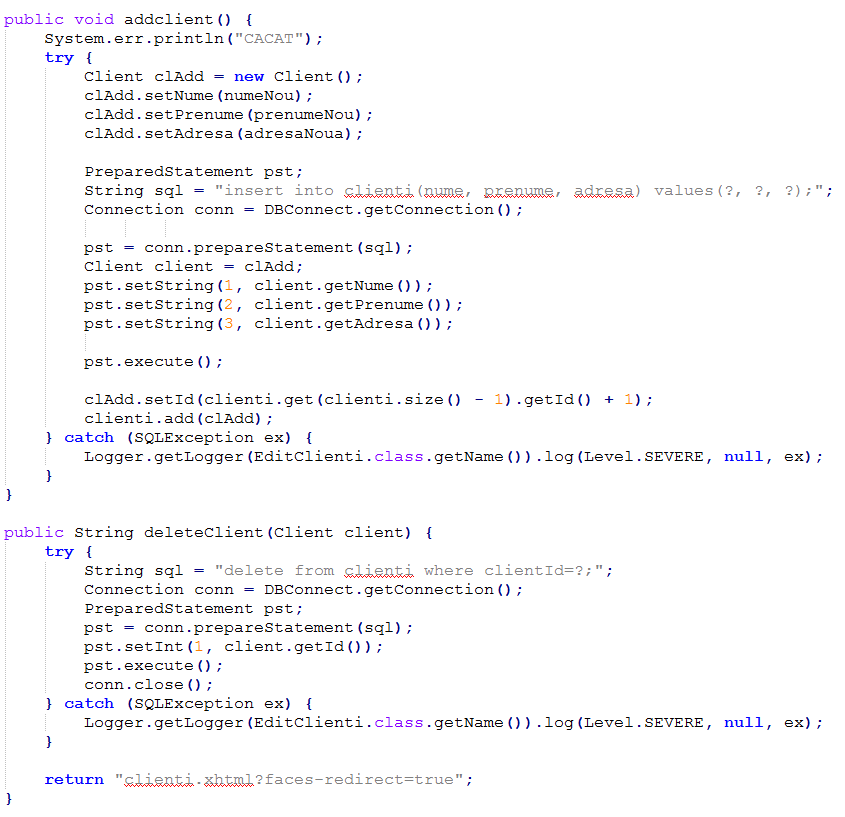 public void addclient() {
System.err.println("CACAT");
try {
Client clAdd = new Client();
clAdd.setNume(numeNou);
clAdd.setPrenume(prenumeNou);
clAdd.setAdresa(adresaNoua);
PreparedStatement pst;
String sql = "insert into clienti(nume, prenume, adresa) values(?, ?, ?);";
Connection conn = DBConnect.getConnection();
pst = conn.prepareStatement(sql);
Client client = clAdd;
pst.setString(1, client.getNume());
pst.setString(2, client.getPrenume());
pst.setString(3, client.getAdresa());
pst.execute();
clAdd.setId(clienti.get(clienti.size() - 1).getId() + 1);
clienti.add(clAdd);
} catch (SQLException ex) {
Logger.getLogger(EditClienti.class.getName()).log(Level.SEVERE, null, ex);
}
}
public String deleteClient(Client client) {
try {
String sql = "delete from clienti where clientId=?;";
Connection conn = DBConnect.getConnection();
PreparedStatement pst;
pst = conn.prepareStatement(sql);
pst.setInt(1, client.getId());
pst.execute();
conn.close();
} catch (SQLException ex) {
Logger.getLogger(EditClienti.class.getName()).log(Level.SEVERE, null, ex);
}
return "clienti.xhtml?faces-redirect=true";
}